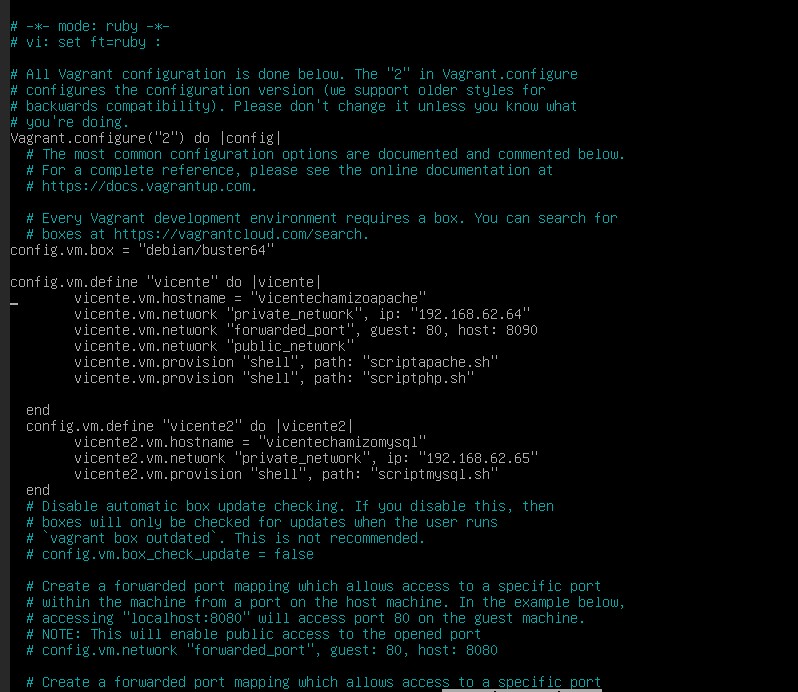 # -*- mode: ruby -*-
# vi: set ft=ruby :
# All Vagrant configuration is done below. The "2" in Vagrant.configure
# configures the configuration version (we support older styles for
# backwards compatibility). Please don't change it unless you know what
# you're doing.
Vagrant.configure("2") do |config|
# The most common configuration options are documented and commented below.
# For a complete reference, please see the online documentation at
# https://docs.vagrantup.com.
# Every Vagrant development environment requires a box. You can search for
# boxes at https://vagrantcloud.com/search.
config.vm.box = "debian/buster64"
config.vm.define "vicente" do |vicente|
vicente.vm.hostname = "vicentechamizoapache"
vicente.vm.network "private_network", ip: "192.168.62.64"
vicente.vm.network "forwarded_port", guest: 80, host: 8090
vicente.vm.network "public_network"
vicente.vm.provision "shell", path: "scriptapache.sh"
vicente.vm.provision "shell", path: "scriptphp.sh"
end
config.vm.define "vicente2" do |vicente2|
vicente2.vm.hostname = "vicentechamizomysql"
vicente2.vm.network "private_network", ip: "192.168.62.65"
vicente2.vm.provision "shell", path: "scriptmysql.sh"
end
# Disable automatic box update checking. If you disable this, then
# boxes will only be checked for updates when the user runs
# `vagrant box outdated`. This is not recommended.
# config.vm.box_check_update = false
# Create a forwarded port mapping which allows access to a specific port
# within the machine from a port on the host machine. In the example below,
# accessing "localhost:8080" will access port 80 on the guest machine.
# NOTE: This will enable public access to the opened port
# config.vm.network "forwarded_port", guest: 80, host: 8080
# Create a forwarded port mapping which allows access to a specific port